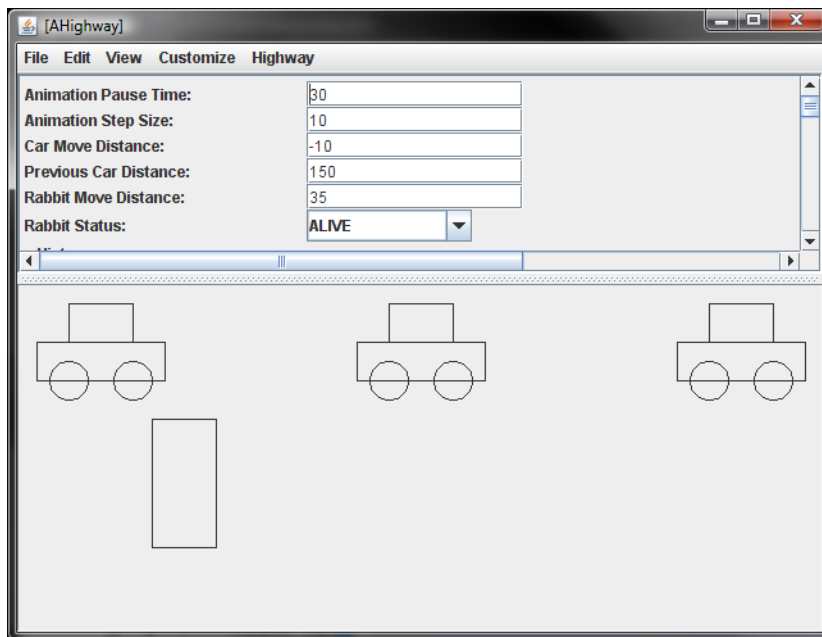 [AHighway]
File Edit View Customize Highway
Animation Pause Time: 30
Animation Step Size: 10
Car Move Distance: -10
Previous Car Distance: 150
Rabbit Move Distance: 35
Rabbit Status: ALIVE